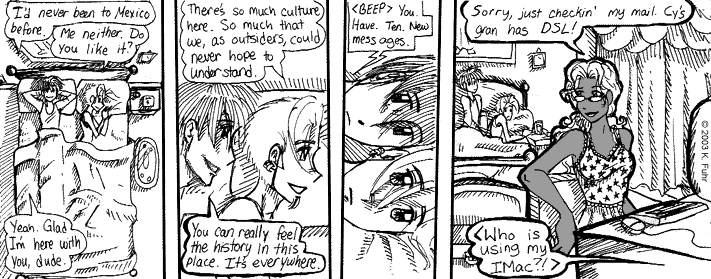 I'd never been to Mexico
before.
Me neither. Do
you like it?
Yeah. Glad
I'm here with
you, dude.
There's so much culture
here. So much that
we, as outsiders, could
never hope to
understand.
You can really feel
the history in this
place. It's everywhere.
<BEEP> You.
Have. Ten. New
messages.
Sorry, just checkin' my mail. Cy's
gran has DSL!
<Who is
using my
IMac?!>
© 2003 K. Fuhr